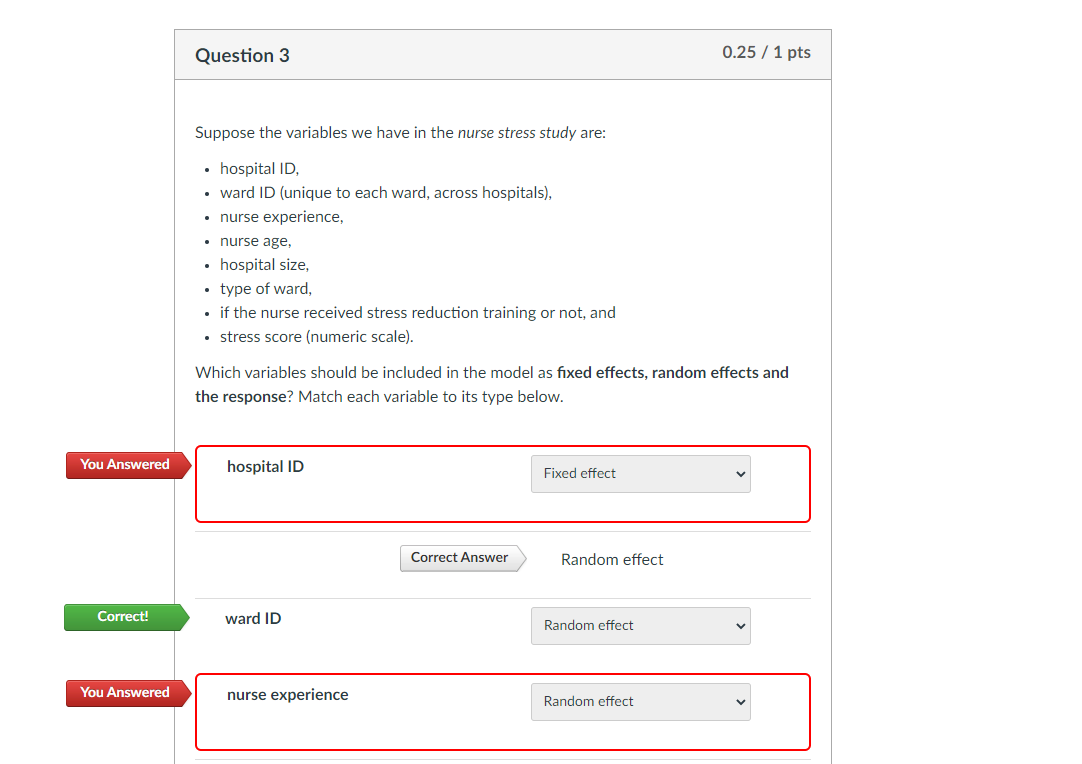 Question 3
0.25 / 1 pts
Suppose the variables we have in the nurse stress study are:
hospital ID,
ward ID (unique to each ward, across hospitals),
nurse experience,
nurse age,
hospital size,
type of ward,
if the nurse received stress reduction training or not, and
stress score (numeric scale).
Which variables should be included in the model as fixed effects, random effects and
the response? Match each variable to its type below.
You Answered
hospital ID
Fixed effect
Correct Answer
Random effect
Correct!
ward ID
Random effect
You Answered
nurse experience
Random effect